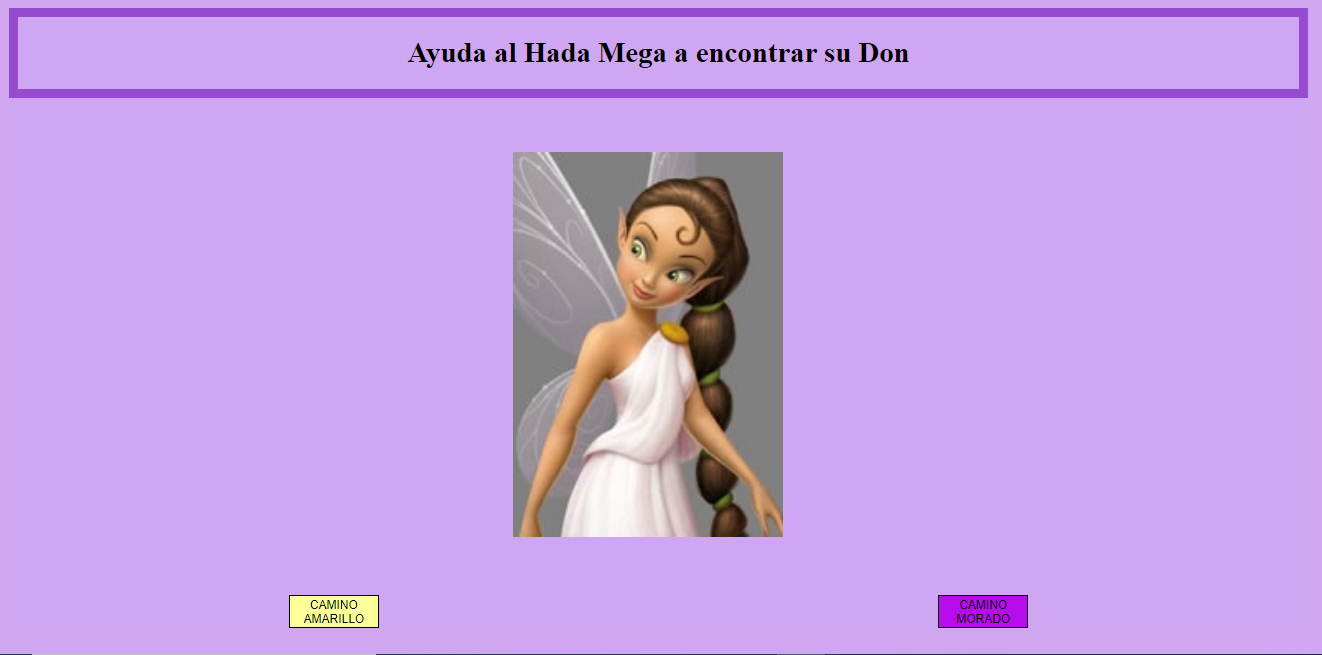 Ayuda al Hada Mega a encontrar su Don
CAMINO
AMARILLO
CAMINO
MORADO